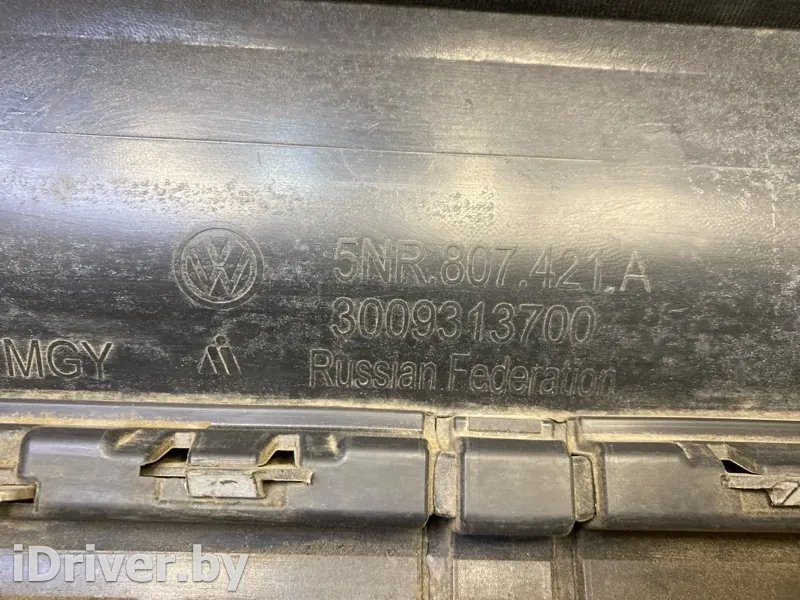 5NR.807.421.A
3009313700
MGY
Russian Federation
iDriver.by